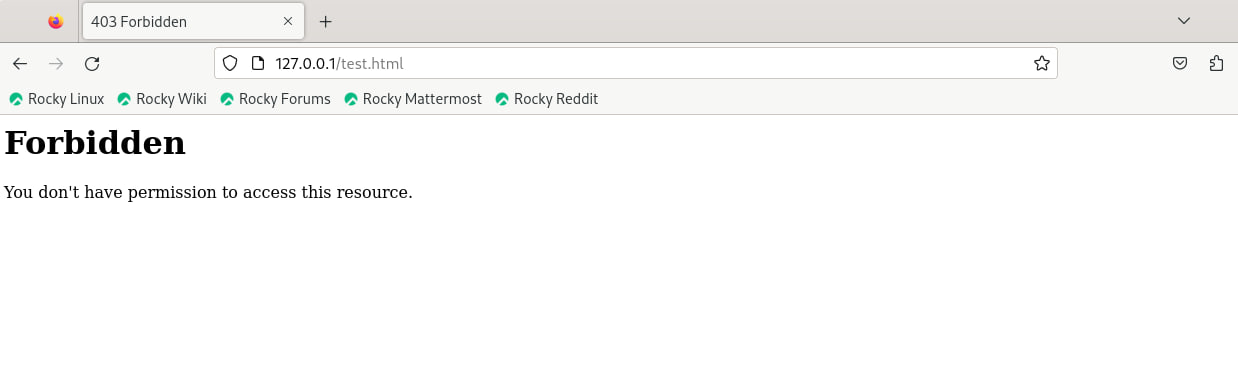 403 Forbidden
127.0.0.1/test.html
Rocky Linux Rocky Wiki Rocky Forums Rocky Mattermost Rocky Reddit
Forbidden
You don't have permission to access this resource.